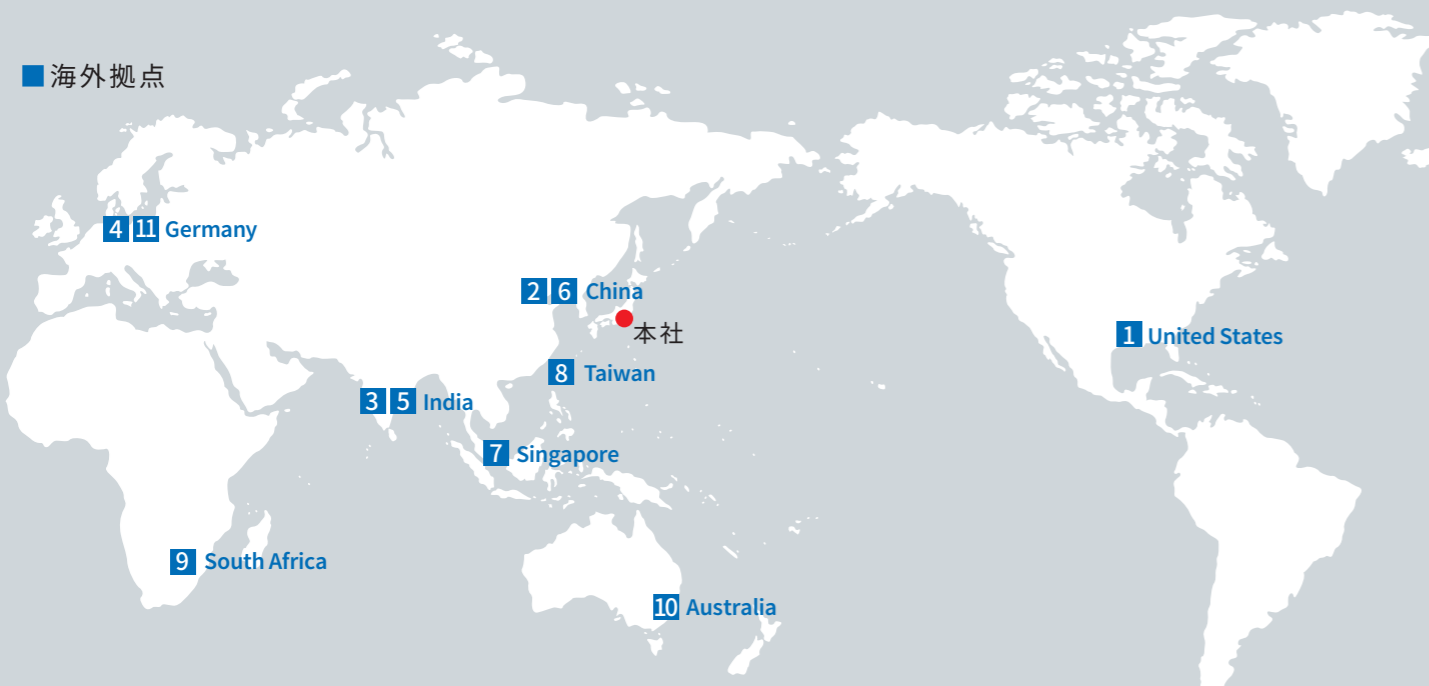 海外拠点
4 11 Germany
2 6 China
本社
1 United States
8 Taiwan
3 5 India
7 Singapore
9 South Africa
10 Australia